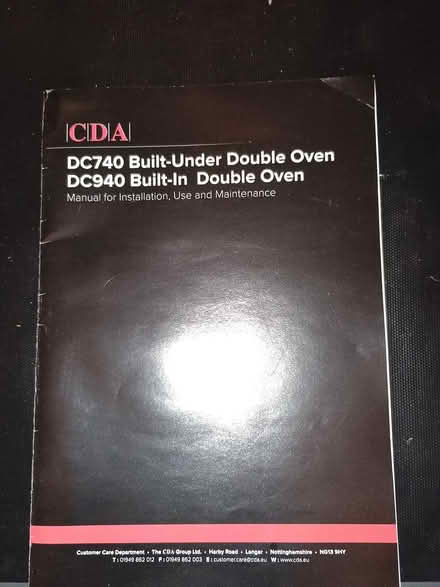 CDA
DC740 Built-Under Double Oven
DC940 Built-In Double Oven
Manual for Installation, Use and Maintenance
Customer Care Department • The CDA Group Ltd. • Harby Road • Langar • Nottinghamshire • NG13 9HY
T : 01949 862 012 F : 01949 862 003 E : customer.care@cda.eu W : www.cda.eu